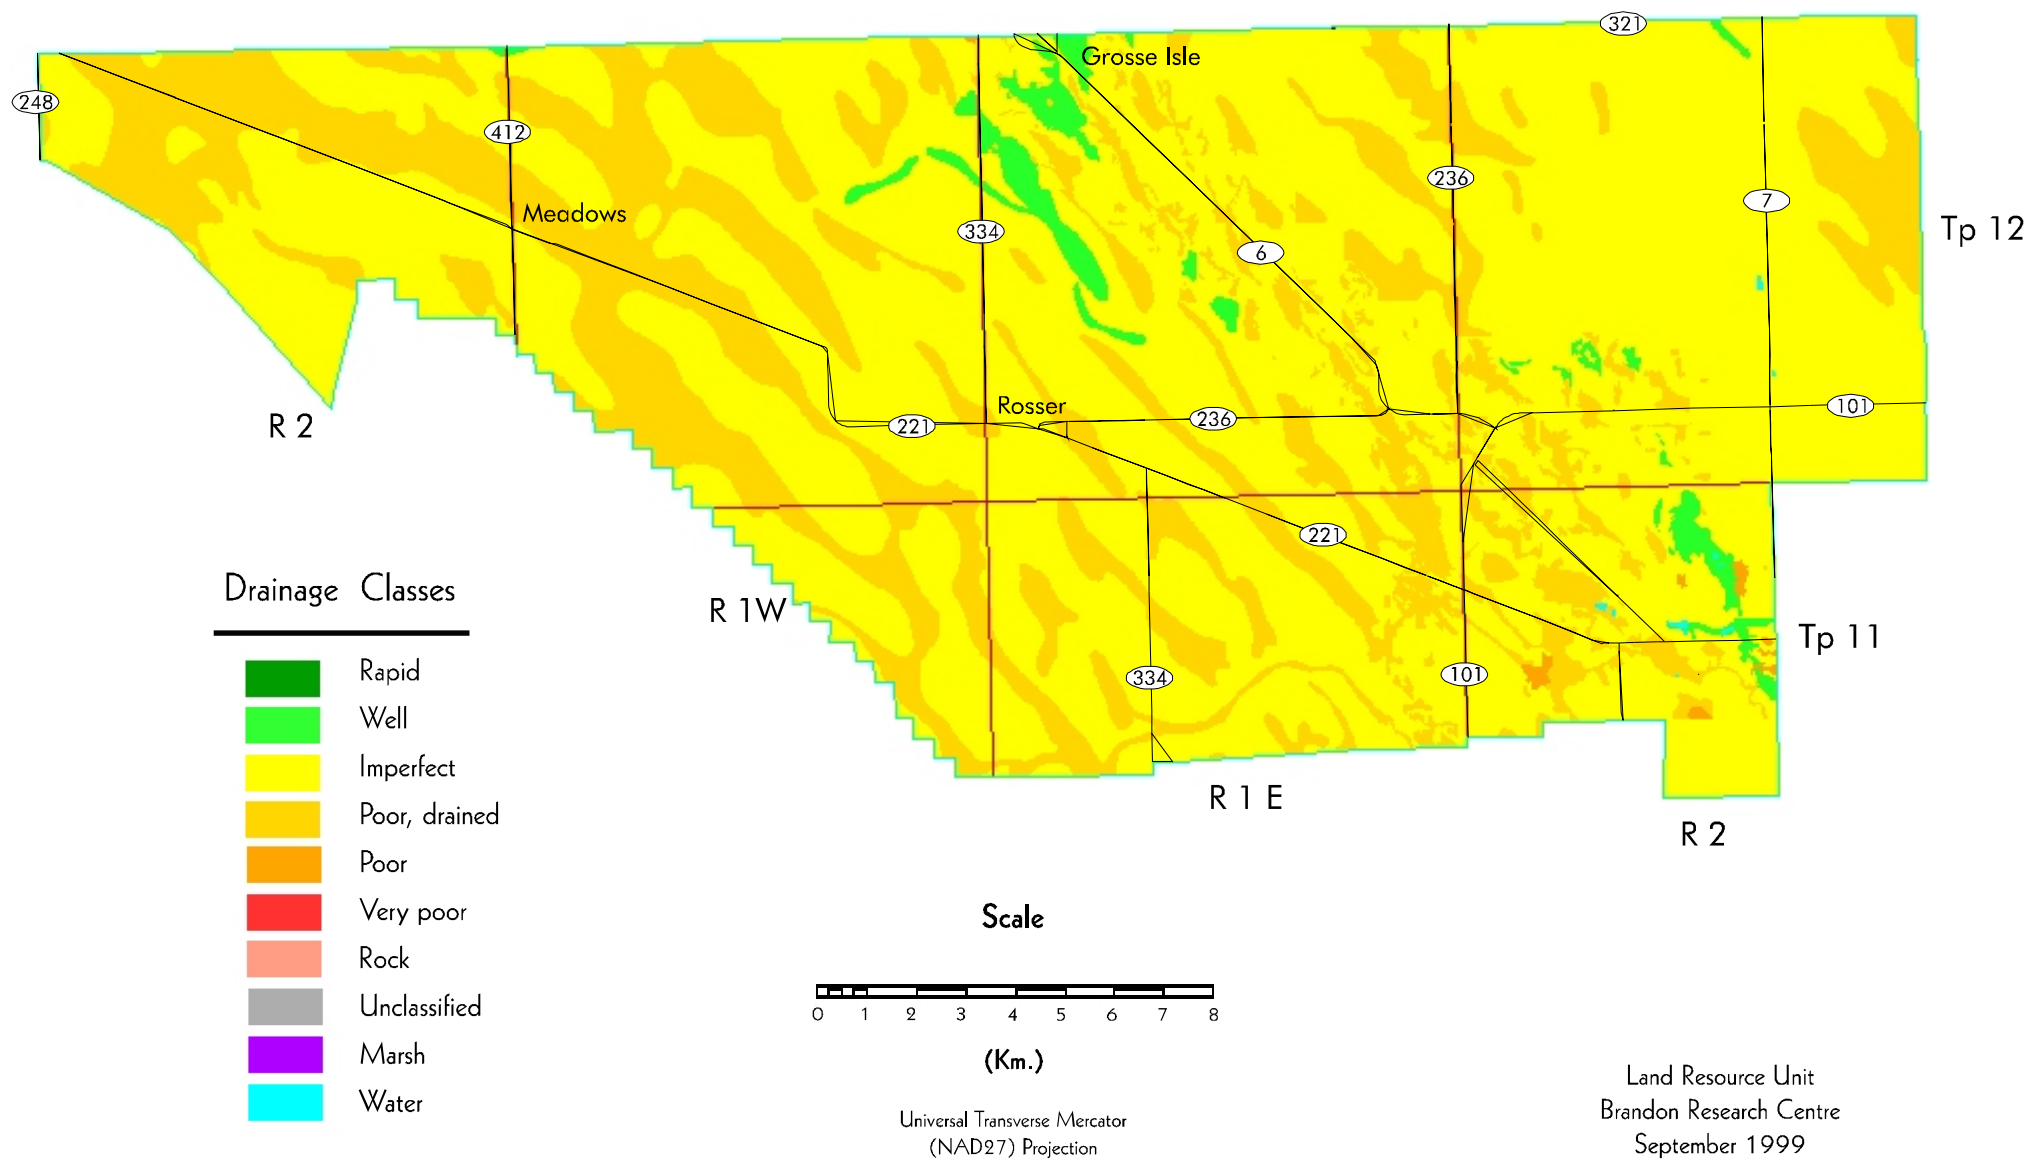 321
Grosse Isle
248
412
236
7
Meadows
334
Tp 12
6
Rosser
R 2
221
236
101
221
Drainage Classes
R 1W
Tp 11
Rapid
334
101
Well
Imperfect
R 1 E
Poor, drained
R 2
Poor
Very poor
Scale
Rock
Unclassified
0 1 2 3 4 5 6 7 8
Marsh
(Km.)
Water
Land Resource Unit
Brandon Research Centre
September 1999
Universal Transverse Mercator
(NAD27) Projection